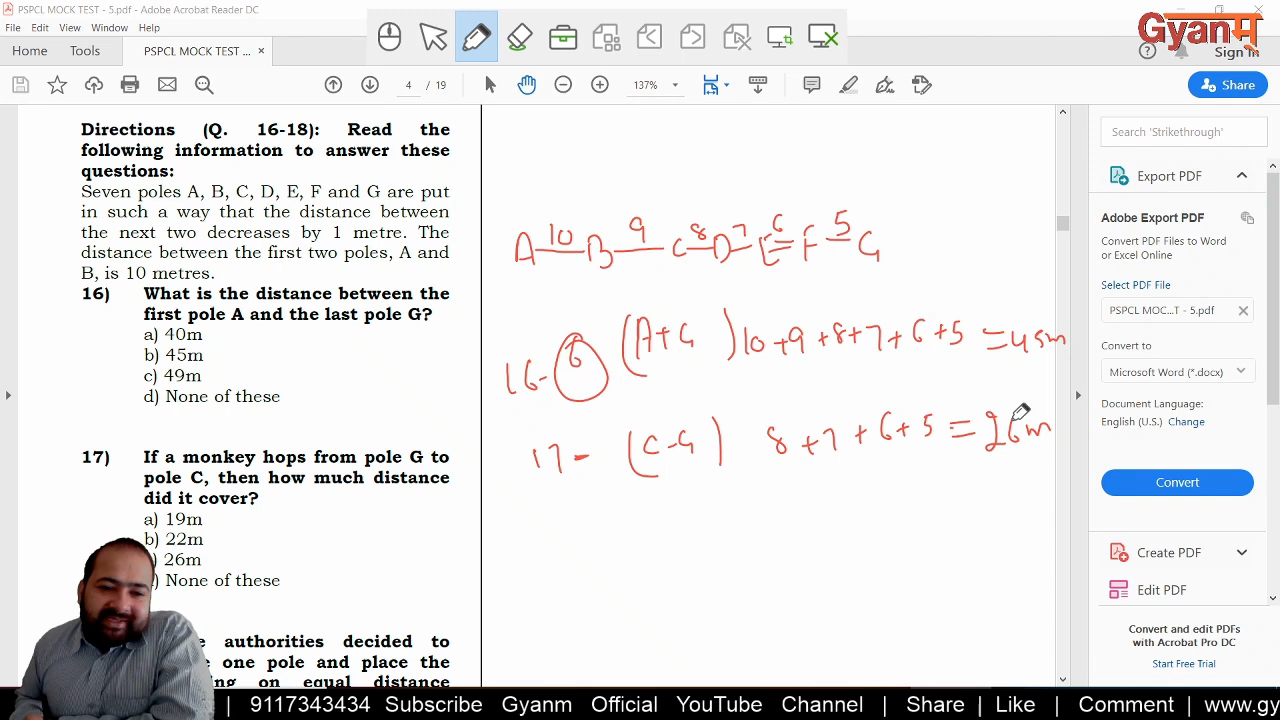 PSPCL MOCK TEST - 5.pdf - Adobe Acrobat Reader DC
File Edit View Window Help
Gyanम्
Home Tools PSPCL MOCK TEST ... × Sign In
4 / 19 137% Share
Directions (Q. 16-18): Read the
following information to answer these
questions:
Seven poles A, B, C, D, E, F and G are put
in such a way that the distance between
the next two decreases by 1 metre. The
distance between the first two poles, A and
B, is 10 metres.
16) What is the distance between the
first pole A and the last pole G?
a) 40m
b) 45m
c) 49m
d) None of these
17) If a monkey hops from pole G to
pole C, then how much distance
did it cover?
a) 19m
b) 22m
) 26m
) None of these
authorities decided to
one pole and place the
on equal distance
10 9 8 7 6 5
A B C D E F G
16- 6 (A+G) 10+9+8+7+6+5 =45m
17- (C-G) 8+7+6+5=26m
Search 'Strikethrough'
Export PDF
Adobe Export PDF
Convert PDF Files to Word
or Excel Online
Select PDF File
PSPCL MOC...T - 5.pdf ×
Convert to
Microsoft Word (*.docx)
Document Language:
English (U.S.) Change
Convert
Create PDF
Edit PDF
Convert and edit PDFs
with Acrobat Pro DC
Start Free Trial
| 9117343434 Subscribe Gyanm Official YouTube Channel | Share | Like | Comment | www.gy